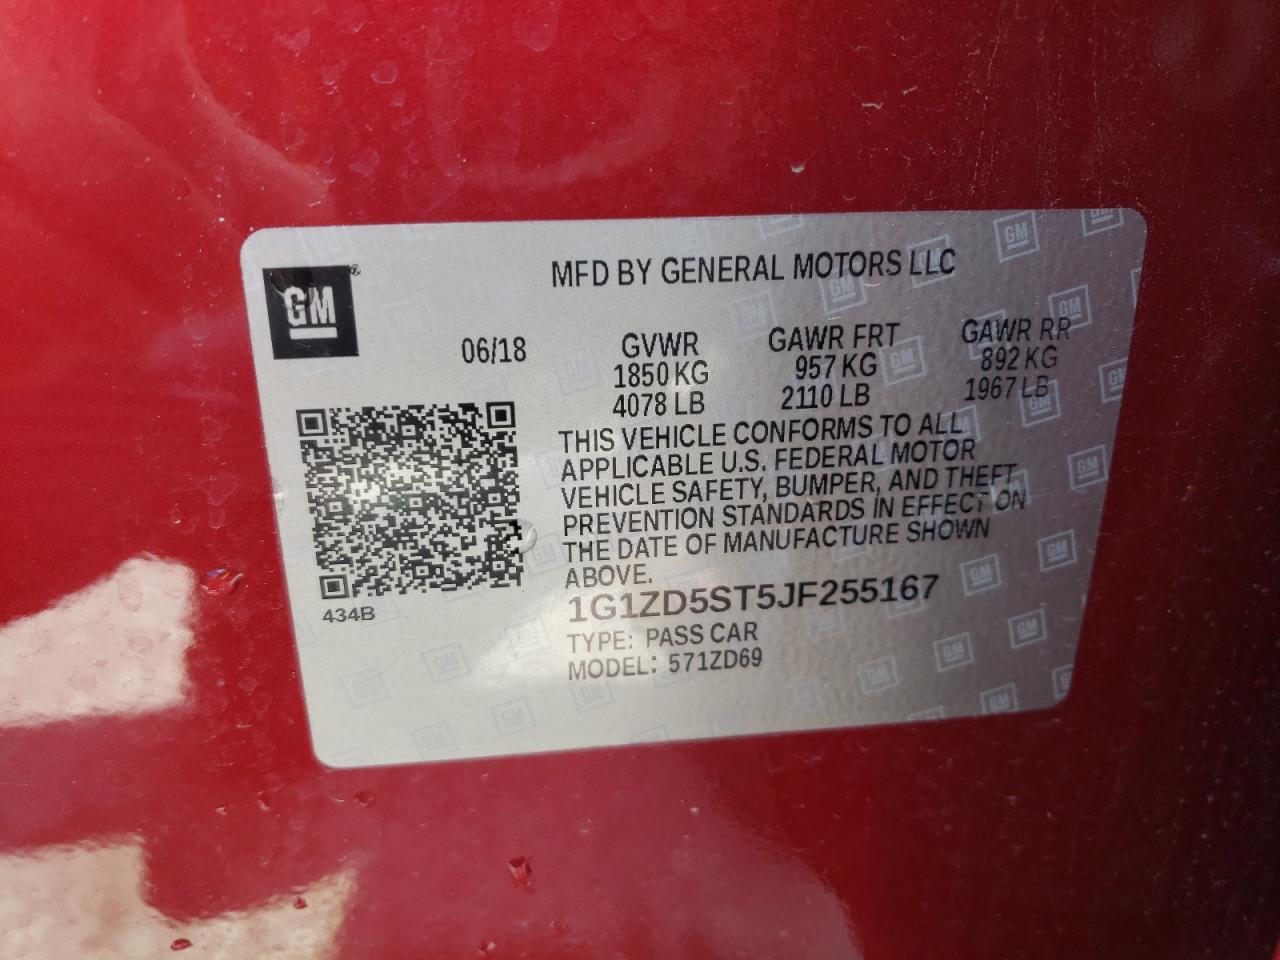 GM®
MFD BY GENERAL MOTORS LLC
06/18
GVWR GAWR FRT GAWR RR
1850 KG 957 KG 892 KG
4078 LB 2110 LB 1967 LB
THIS VEHICLE CONFORMS TO ALL
APPLICABLE U.S. FEDERAL MOTOR
VEHICLE SAFETY, BUMPER, AND THEFT
PREVENTION STANDARDS IN EFFECT ON
THE DATE OF MANUFACTURE SHOWN
ABOVE.
1G1ZD5ST5JF255167
TYPE: PASS CAR
MODEL: 571ZD69
434B